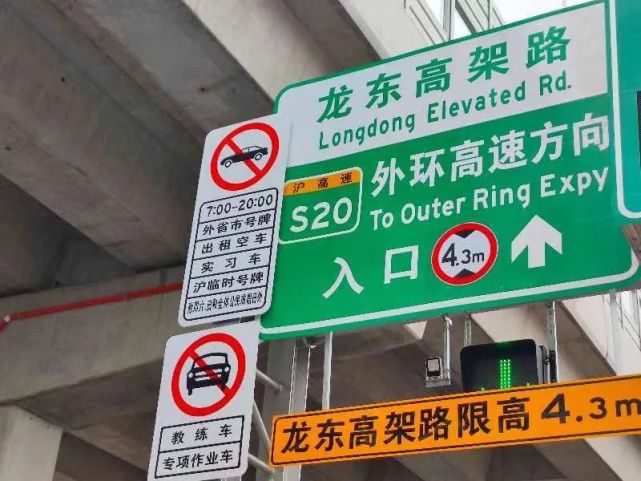 龙东高架路
Longdong Elevated Rd.
沪高速
S20
外环高速方向
To Outer Ring Expy
入口
4.3m
7:00-20:00
外省市号牌
出租空车
实习车
沪临时号牌
教练车
专项作业车
龙东高架路限高4.3m